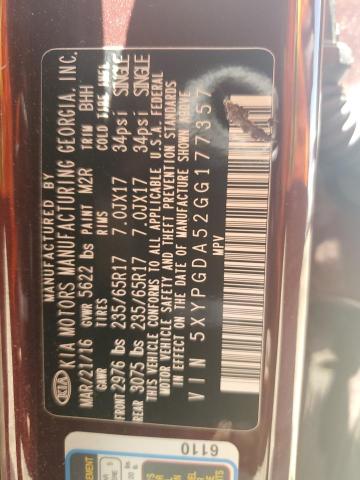 MANUFACTURED BY
KIA KIA MOTORS MANUFACTURING GEORGIA, INC.
MAR/21/16 GVWR 5622 lbs PAINT M2R TRIM BHH
GAWR TIRES RIMS COLD TIRE
FRONT 2976 lbs 235/65R17 7.0JX17 34psi SINGLE
REAR 3075 lbs 235/65R17 7.0JX17 34psi SINGLE
THIS VEHICLE CONFORMS TO ALL APPLICABLE U.S.A. FEDERAL
MOTOR VEHICLE SAFETY AND THEFT PREVENTION STANDARDS
IN EFFECT ON THE DATE OF MANUFACTURE SHOWN ABOVE
VIN 5XYPGDA52GG177357
MPV
6110